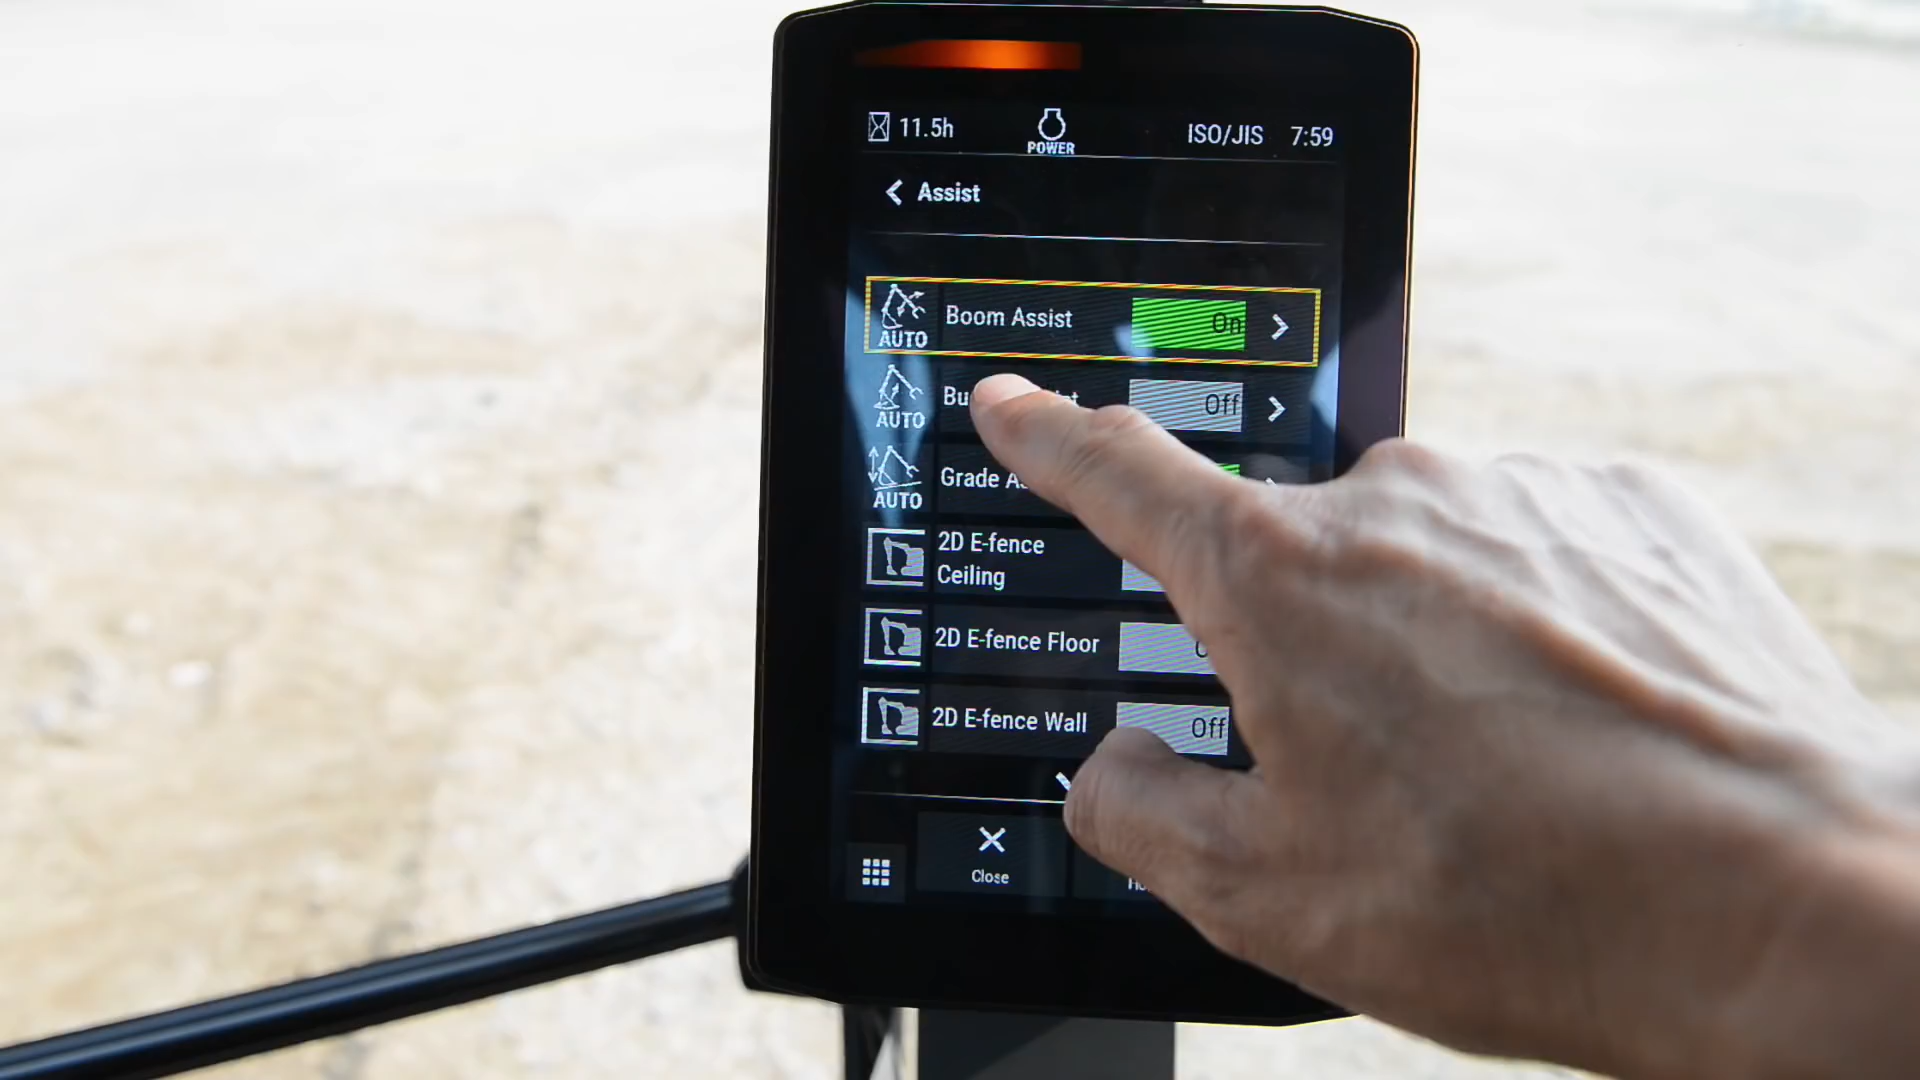 11.5h
POWER
ISO/JIS 7:59
Assist
AUTO
Boom Assist
On
AUTO
Off
AUTO
Grade
2D E-fence
Ceiling
2D E-fence Floor
2D E-fence Wall
Off
Close